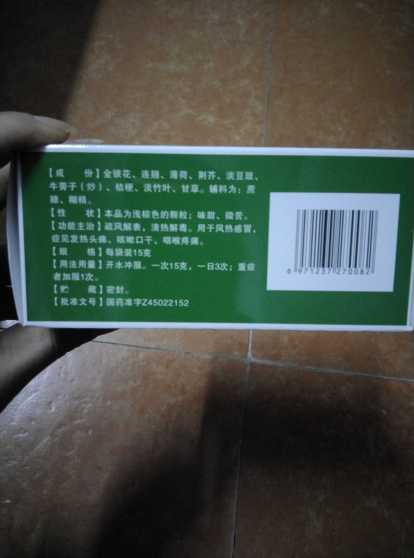 【成　份】金银花、连翘、薄荷、荆芥、淡豆豉、
牛蒡子（炒）、桔梗、淡竹叶、甘草。辅料为：蔗
糖、糊精。
【性　状】本品为浅棕色的颗粒；味甜、微苦。
【功能主治】疏风解表，清热解毒。用于风热感冒，
症见发热头痛、咳嗽口干、咽喉疼痛。
【规　格】每袋装15克
【用法用量】开水冲服。一次15克，一日3次；重症
者加服1次。
【贮　藏】密封。
【批准文号】国药准字Z45022152
6 971237 270082